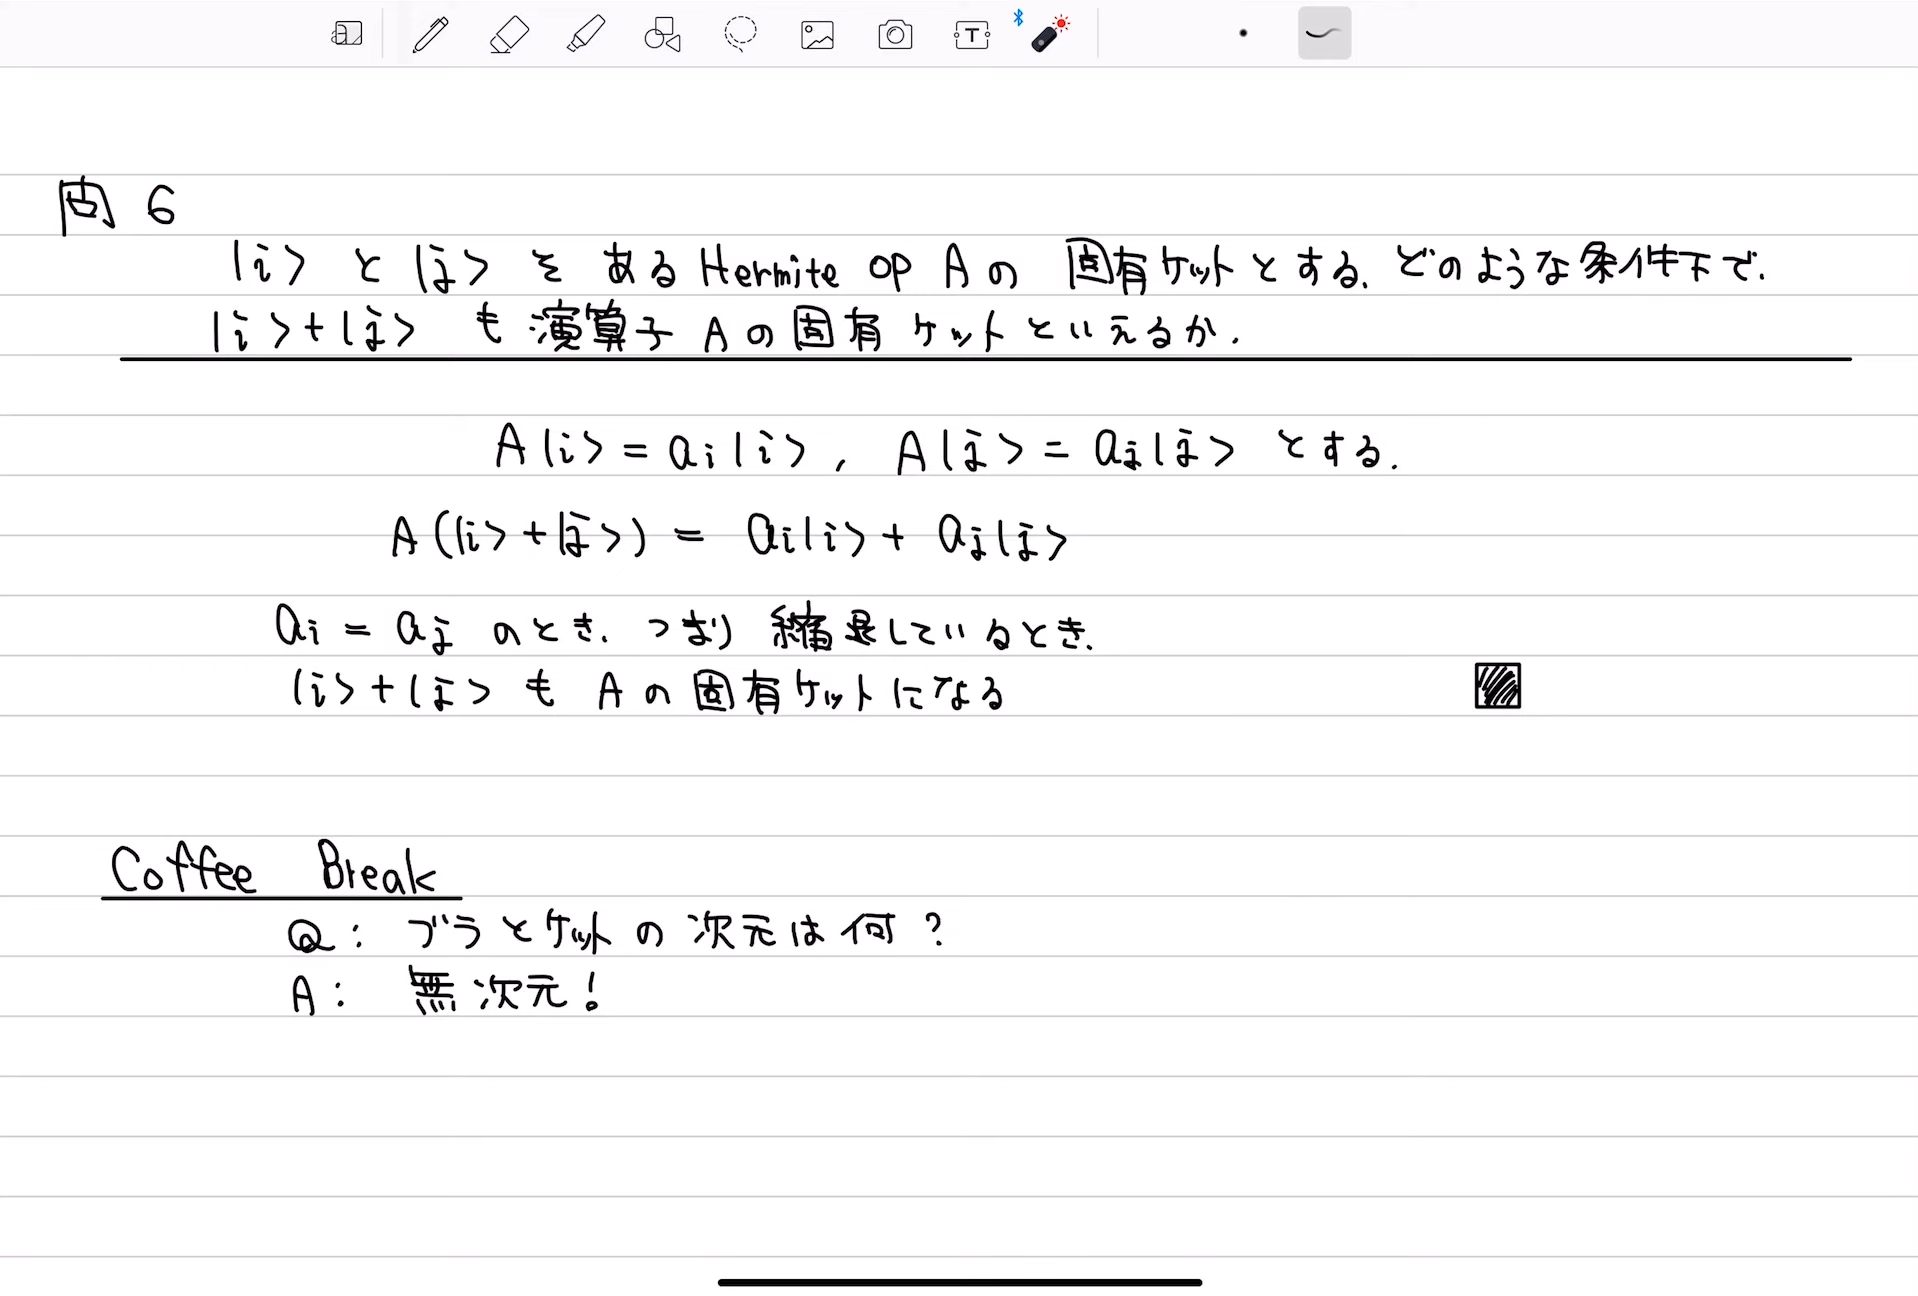 問 6
|i> と |j> を ある Hermite op A の 固有ケットとする. どのような条件下で.
|i>+|j> も 演算子 A の 固有 ケットといえるか.
A|i> = ai|i> , A|j> = aj|j> とする.
A(|i>+|j>) = ai|i> + aj|j>
ai = aj のとき. つまり 縮退しているとき.
|i>+|j> も A の 固有ケットになる
Coffee Break
Q: ブラとケットの次元は何?
A: 無次元!